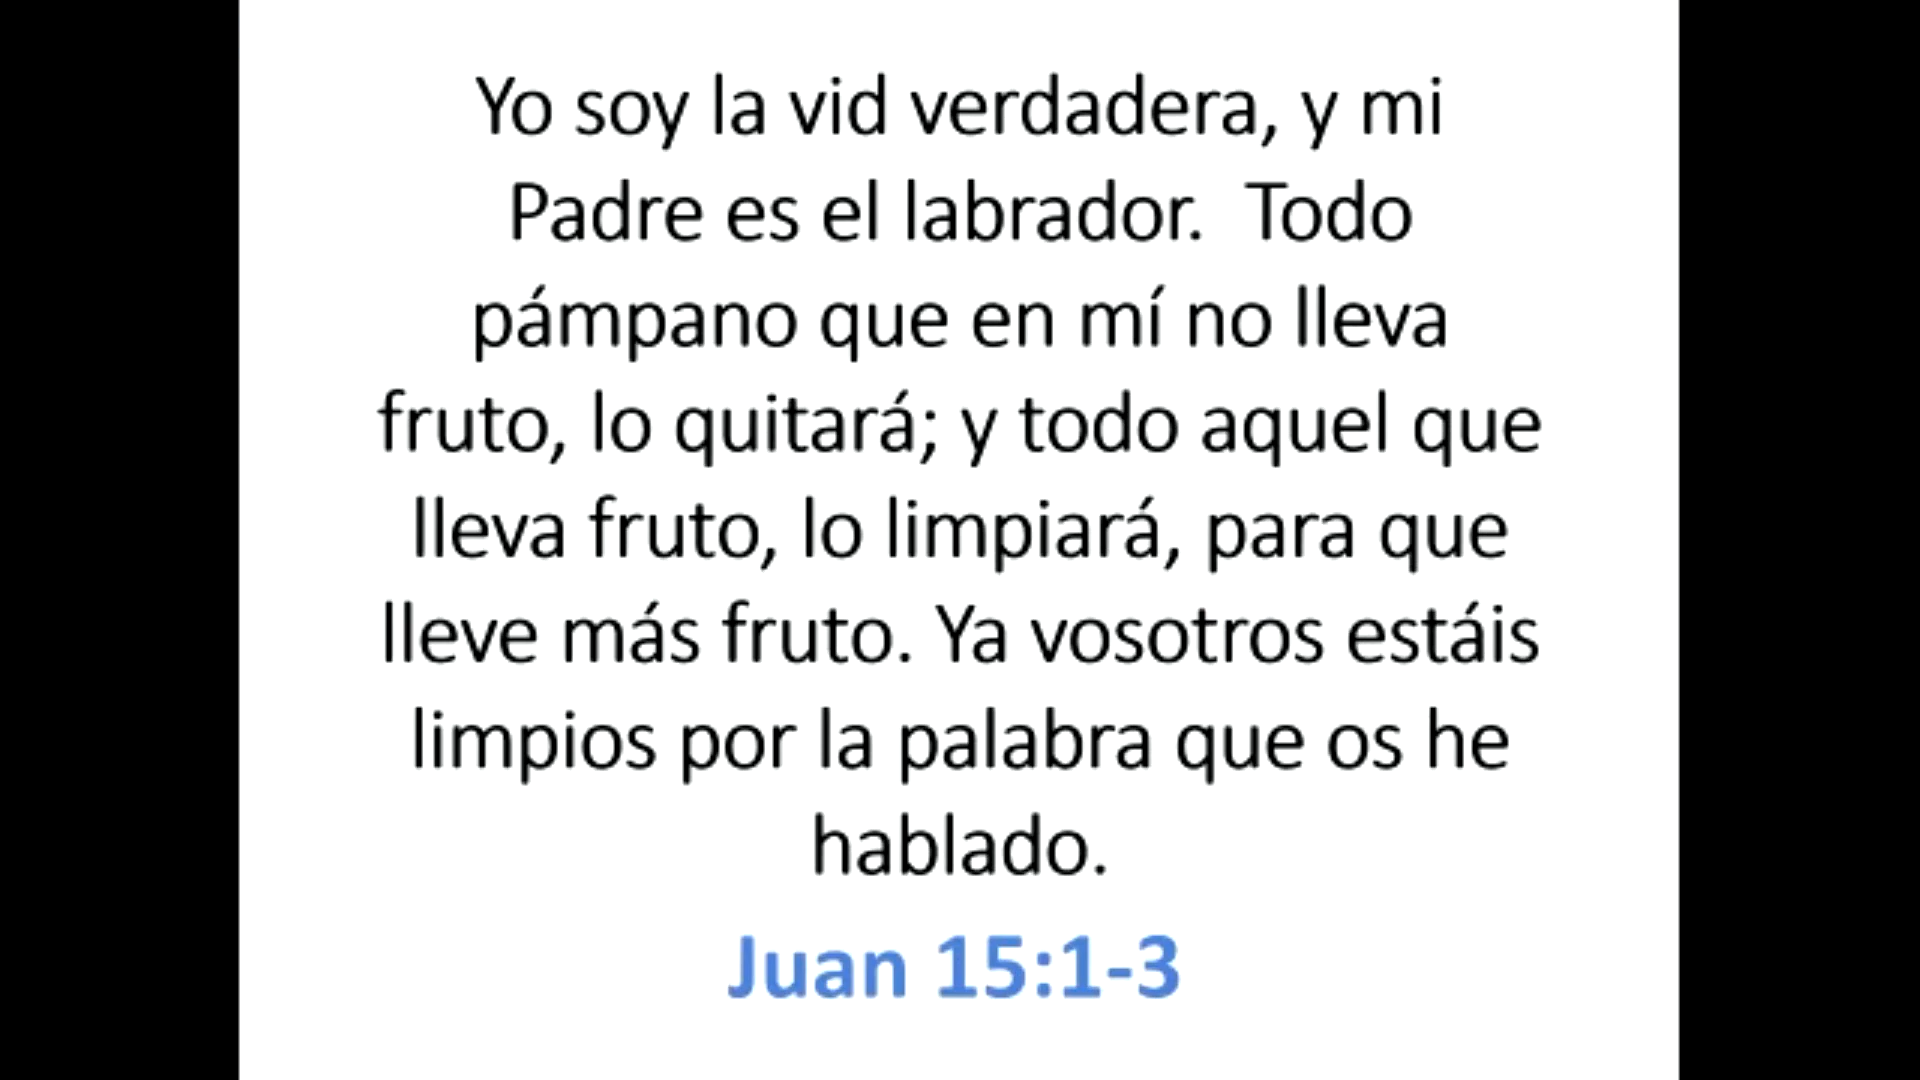 Yo soy la vid verdadera, y mi
Padre es el labrador.  Todo
pámpano que en mí no lleva
fruto, lo quitará; y todo aquel que
lleva fruto, lo limpiará, para que
lleve más fruto. Ya vosotros estáis
limpios por la palabra que os he
hablado.
Juan 15:1-3